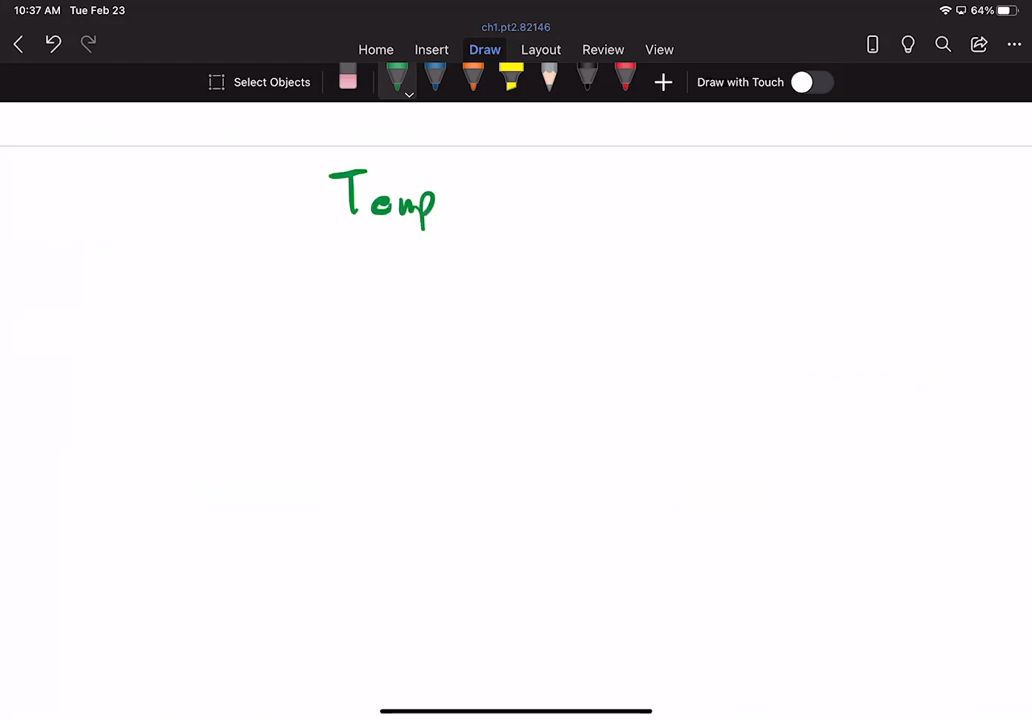 10:37 AM Tue Feb 23 64%
ch1.pt2.82146
Home Insert Draw Layout Review View
Select Objects Draw with Touch
Temp